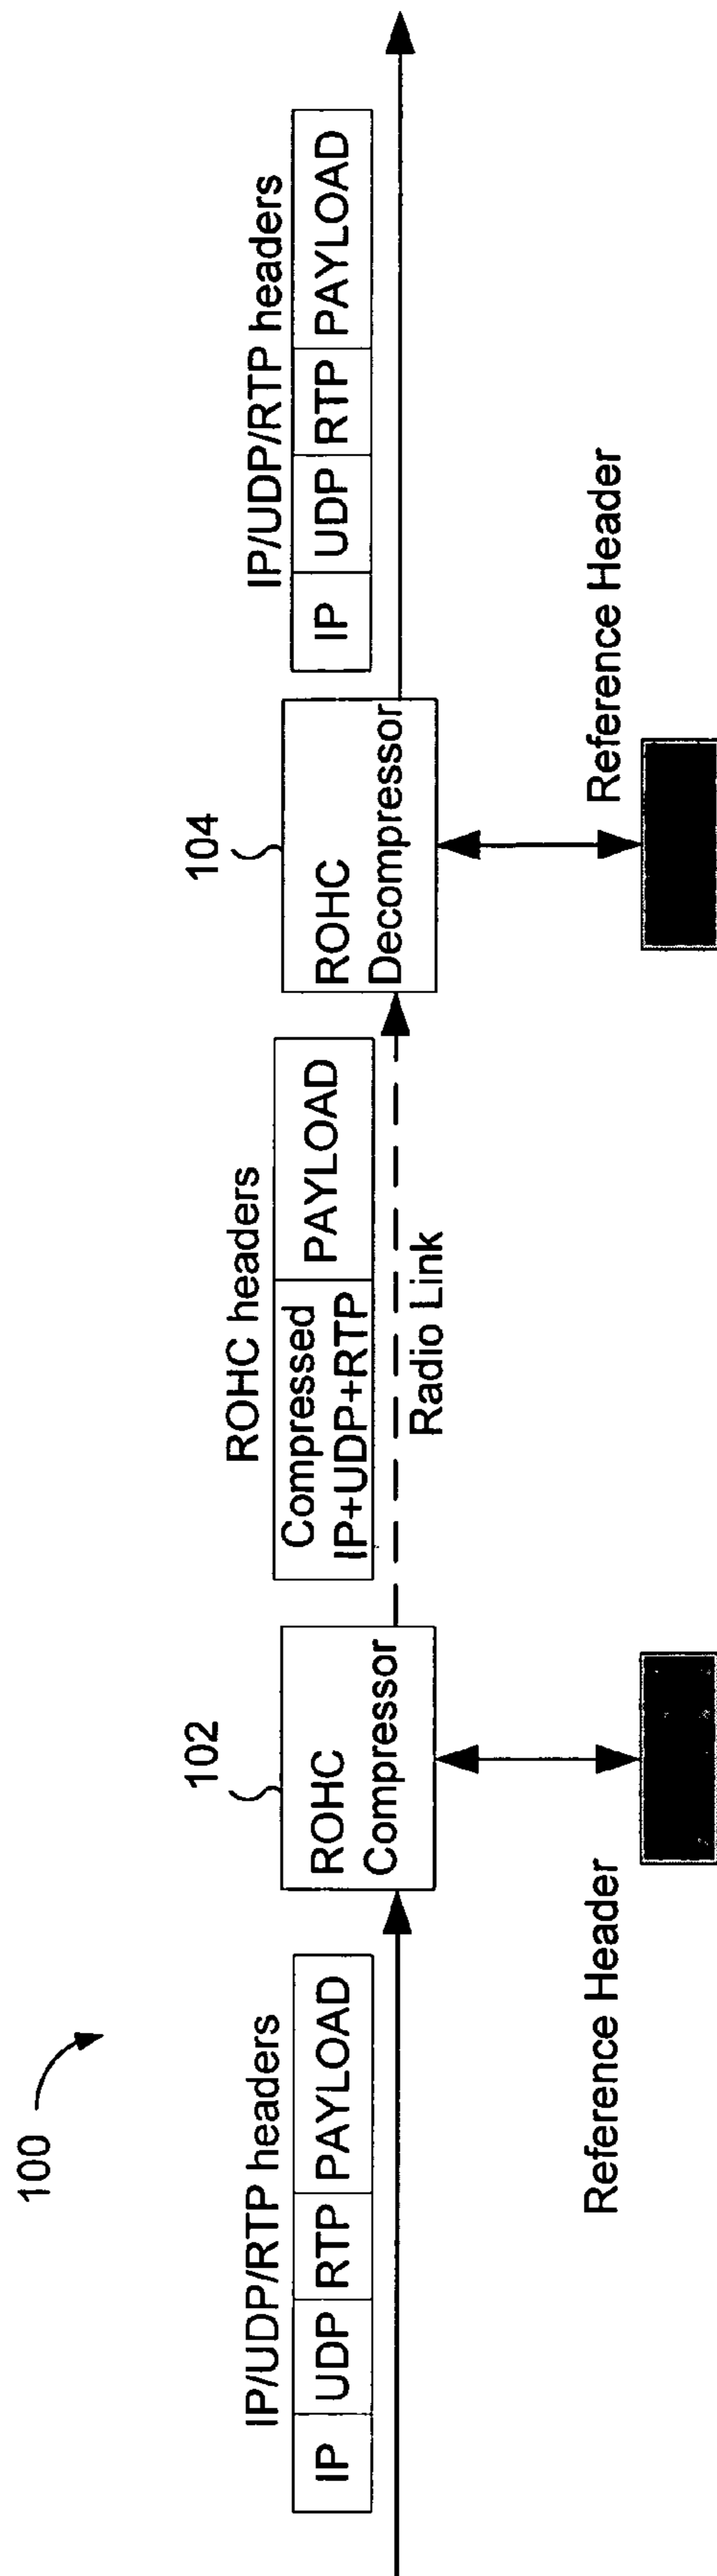 100
IP/UDP/RTP headers
IP UDP RTP PAYLOAD
102
ROHC
Compressor
Reference Header
ROHC headers
Compressed
IP+UDP+RTP
PAYLOAD
Radio Link
104
ROHC
Decompressor
Reference Header
IP/UDP/RTP headers
IP UDP RTP PAYLOAD